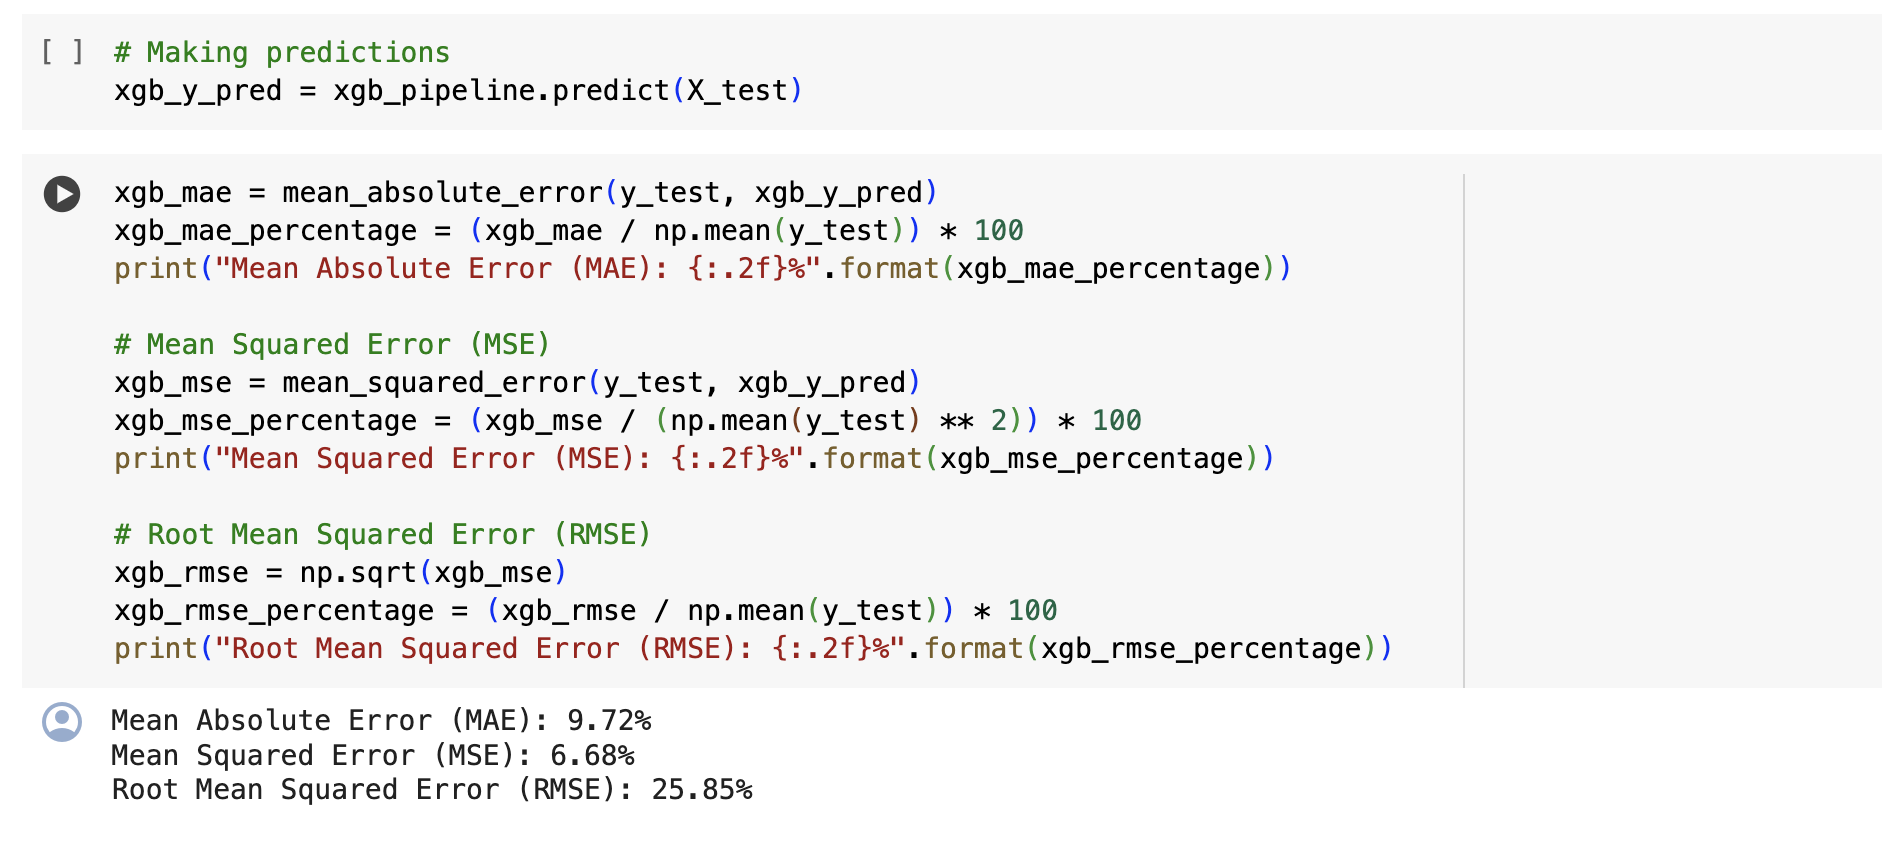 [ ] # Making predictions
xgb_y_pred = xgb_pipeline.predict(X_test)
xgb_mae = mean_absolute_error(y_test, xgb_y_pred)
xgb_mae_percentage = (xgb_mae / np.mean(y_test)) * 100
print("Mean Absolute Error (MAE): {:.2f}%".format(xgb_mae_percentage))
# Mean Squared Error (MSE)
xgb_mse = mean_squared_error(y_test, xgb_y_pred)
xgb_mse_percentage = (xgb_mse / (np.mean(y_test) ** 2)) * 100
print("Mean Squared Error (MSE): {:.2f}%".format(xgb_mse_percentage))
# Root Mean Squared Error (RMSE)
xgb_rmse = np.sqrt(xgb_mse)
xgb_rmse_percentage = (xgb_rmse / np.mean(y_test)) * 100
print("Root Mean Squared Error (RMSE): {:.2f}%".format(xgb_rmse_percentage))
Mean Absolute Error (MAE): 9.72%
Mean Squared Error (MSE): 6.68%
Root Mean Squared Error (RMSE): 25.85%